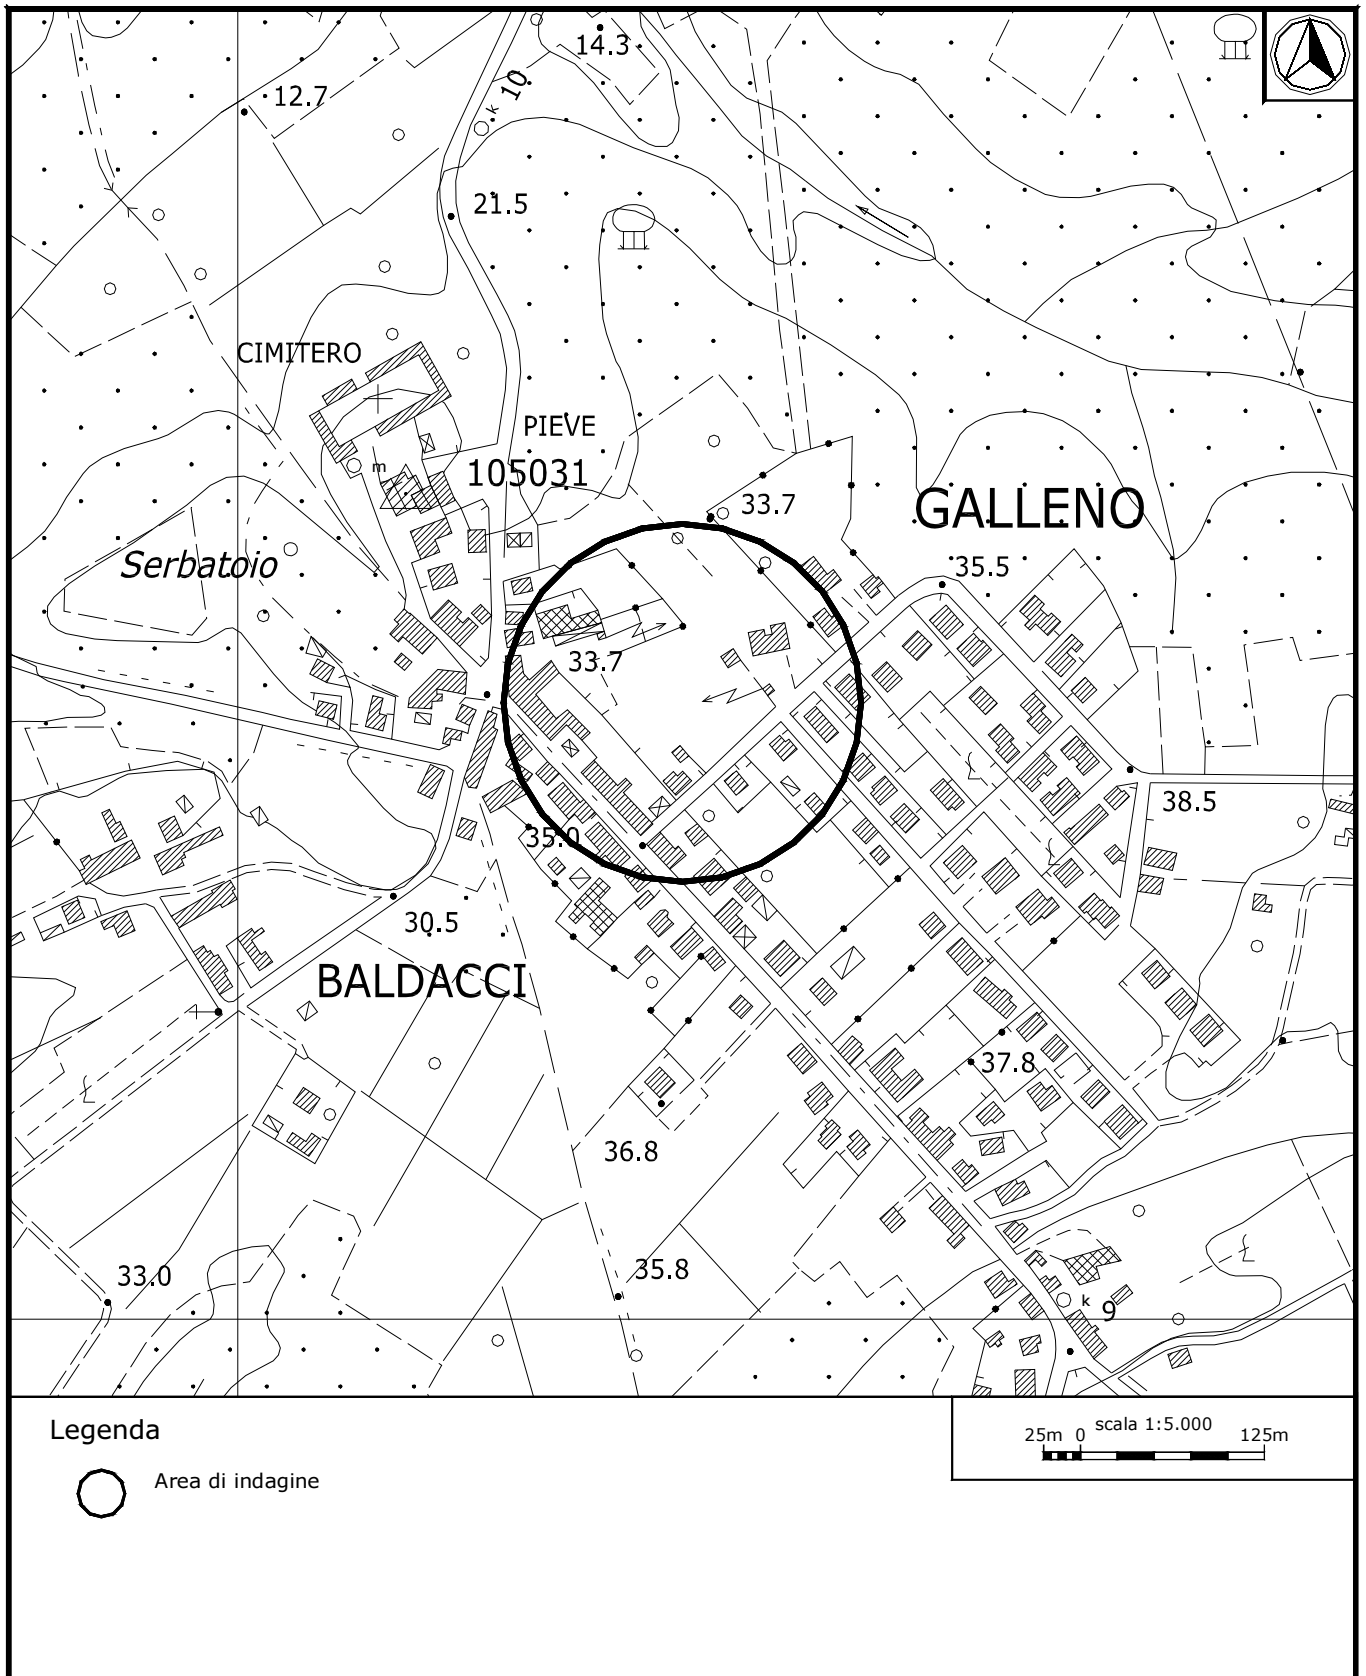 14.3
12.7
k 10
21.5
CIMITERO
PIEVE
m
105031
33.7
GALLENO
Serbatoio
35.5
33.7
38.5
35.0
30.5
BALDACCI
37.8
36.8
33.0
35.8
k 9
Legenda
Area di indagine
scala 1:5.000
25m 0 125m